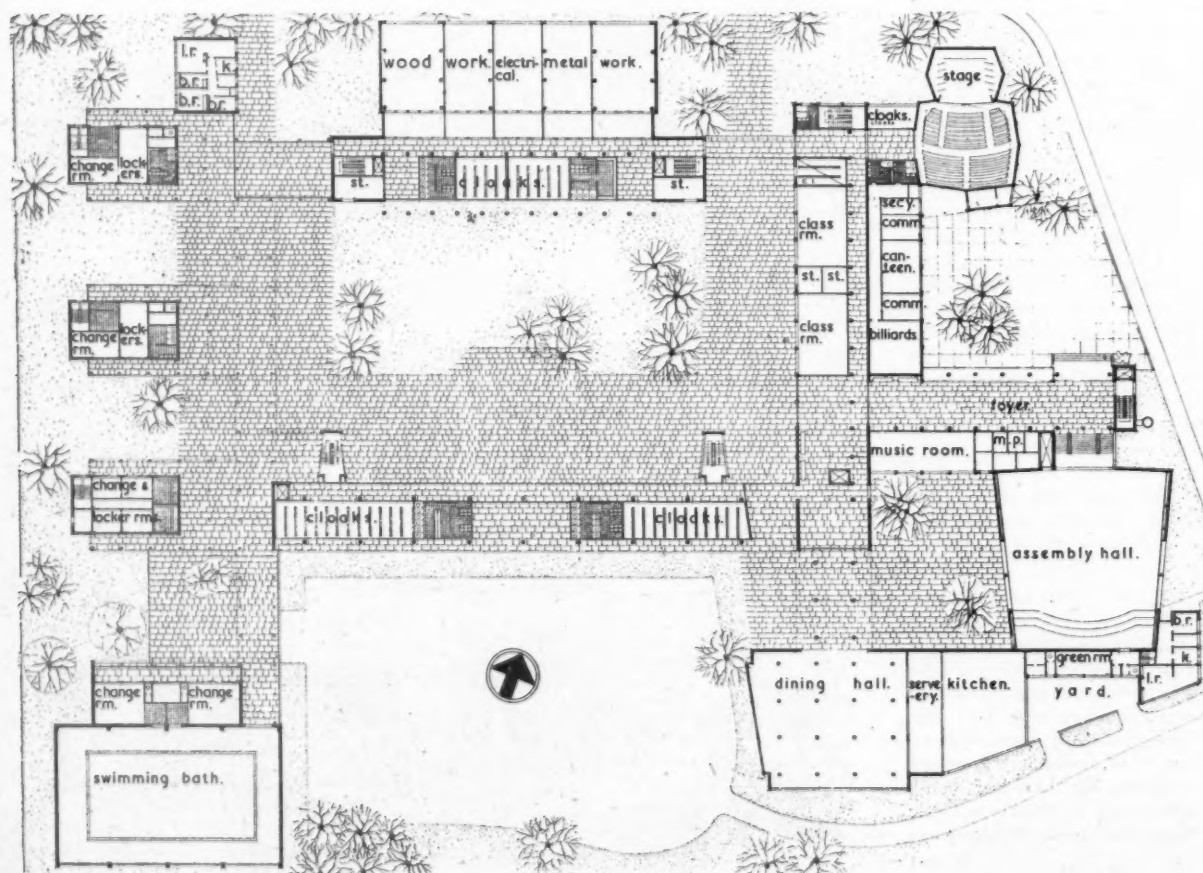 l.r.
k.
b.r.
b.r.
b.r.
wood work. electri-cal. metal work.
stage
cloaks.
change rm.
lock-ers.
st.
cloaks.
st.
secy.
comm.
class rm.
can-teen.
st. st.
comm.
change rm.
lock-ers.
class rm.
billiards
foyer.
music room.
m.p.
change &
locker rms.
cloaks.
cloaks.
assembly hall.
b.r.
green rm.
k.
l.r.
change rm.
change rm.
dining hall.
serv-ery.
kitchen.
yard.
swimming bath.